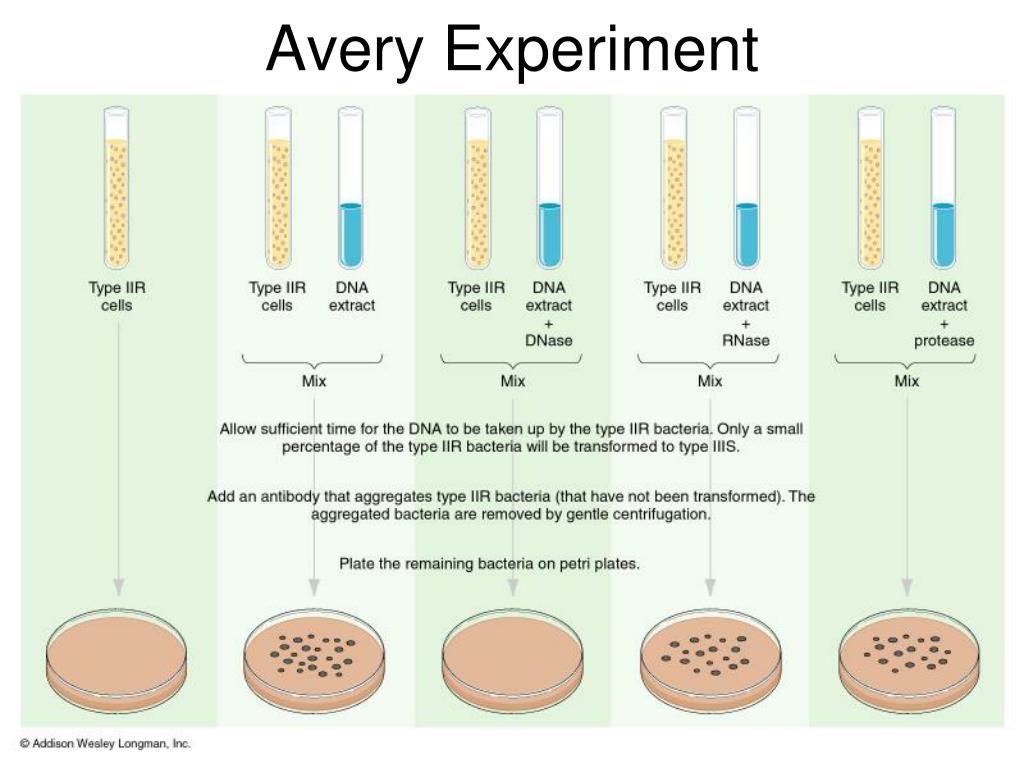 Avery Experiment
Type IIR
cells
Type IIR
cells
DNA
extract
Type IIR
cells
DNA
extract
+
DNase
Type IIR
cells
DNA
extract
+
RNase
Type IIR
cells
DNA
extract
+
protease
Mix
Mix
Mix
Mix
Allow sufficient time for the DNA to be taken up by the type IIR bacteria. Only a small
percentage of the type IIR bacteria will be transformed to type IIIS.
Add an antibody that aggregates type IIR bacteria (that have not been transformed). The
aggregated bacteria are removed by gentle centrifugation.
Plate the remaining bacteria on petri plates.
© Addison Wesley Longman, Inc.